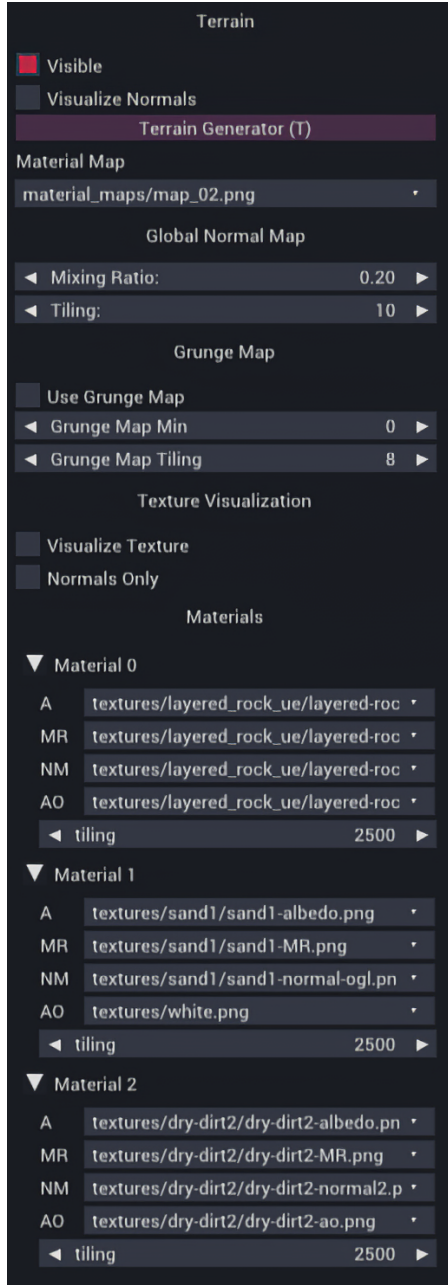 Terrain
Visible
Visualize Normals
Terrain Generator (T)
Material Map
material_maps/map_02.png
Global Normal Map
Mixing Ratio: 0.20
Tiling: 10
Grunge Map
Use Grunge Map
Grunge Map Min 0
Grunge Map Tiling 8
Texture Visualization
Visualize Texture
Normals Only
Materials
Material 0
A textures/layered_rock_ue/layered-roc
MR textures/layered_rock_ue/layered-roc
NM textures/layered_rock_ue/layered-roc
AO textures/layered_rock_ue/layered-roc
tiling 2500
Material 1
A textures/sand1/sand1-albedo.png
MR textures/sand1/sand1-MR.png
NM textures/sand1/sand1-normal-ogl.pn
AO textures/white.png
tiling 2500
Material 2
A textures/dry-dirt2/dry-dirt2-albedo.pn
MR textures/dry-dirt2/dry-dirt2-MR.png
NM textures/dry-dirt2/dry-dirt2-normal2.p
AO textures/dry-dirt2/dry-dirt2-ao.png
tiling 2500